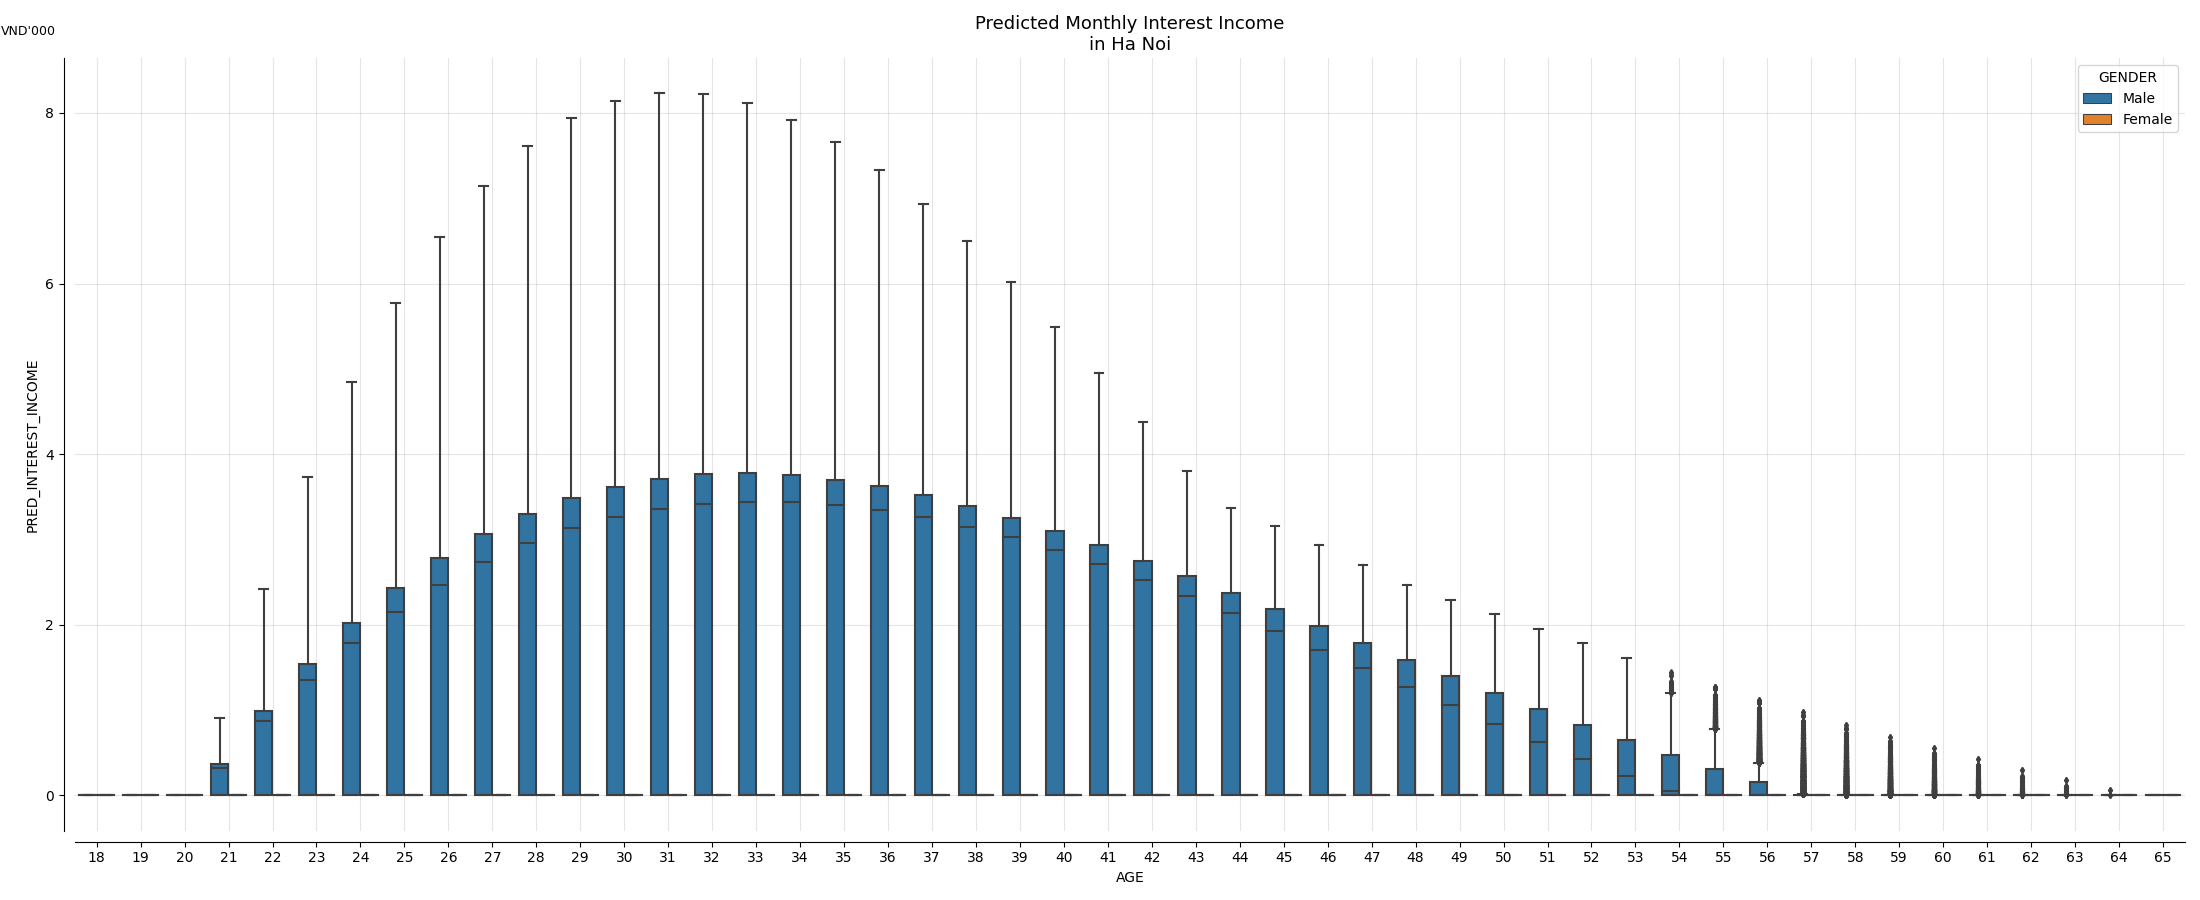 VND'000
Predicted Monthly Interest Income
in Ha Noi
GENDER
Male
Female
8
6
4
2
0
PRED_INTEREST_INCOME
18 19 20 21 22 23 24 25 26 27 28 29 30 31 32 33 34 35 36 37 38 39 40 41 42 43 44 45 46 47 48 49 50 51 52 53 54 55 56 57 58 59 60 61 62 63 64 65
AGE